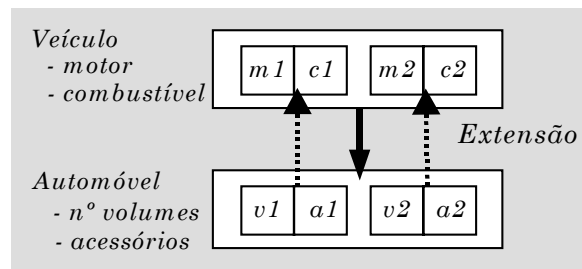 Veículo
- motor
- combustível
m1 c1 m2 c2
Extensão
Automóvel
- nº volumes
- acessórios
v1 a1 v2 a2